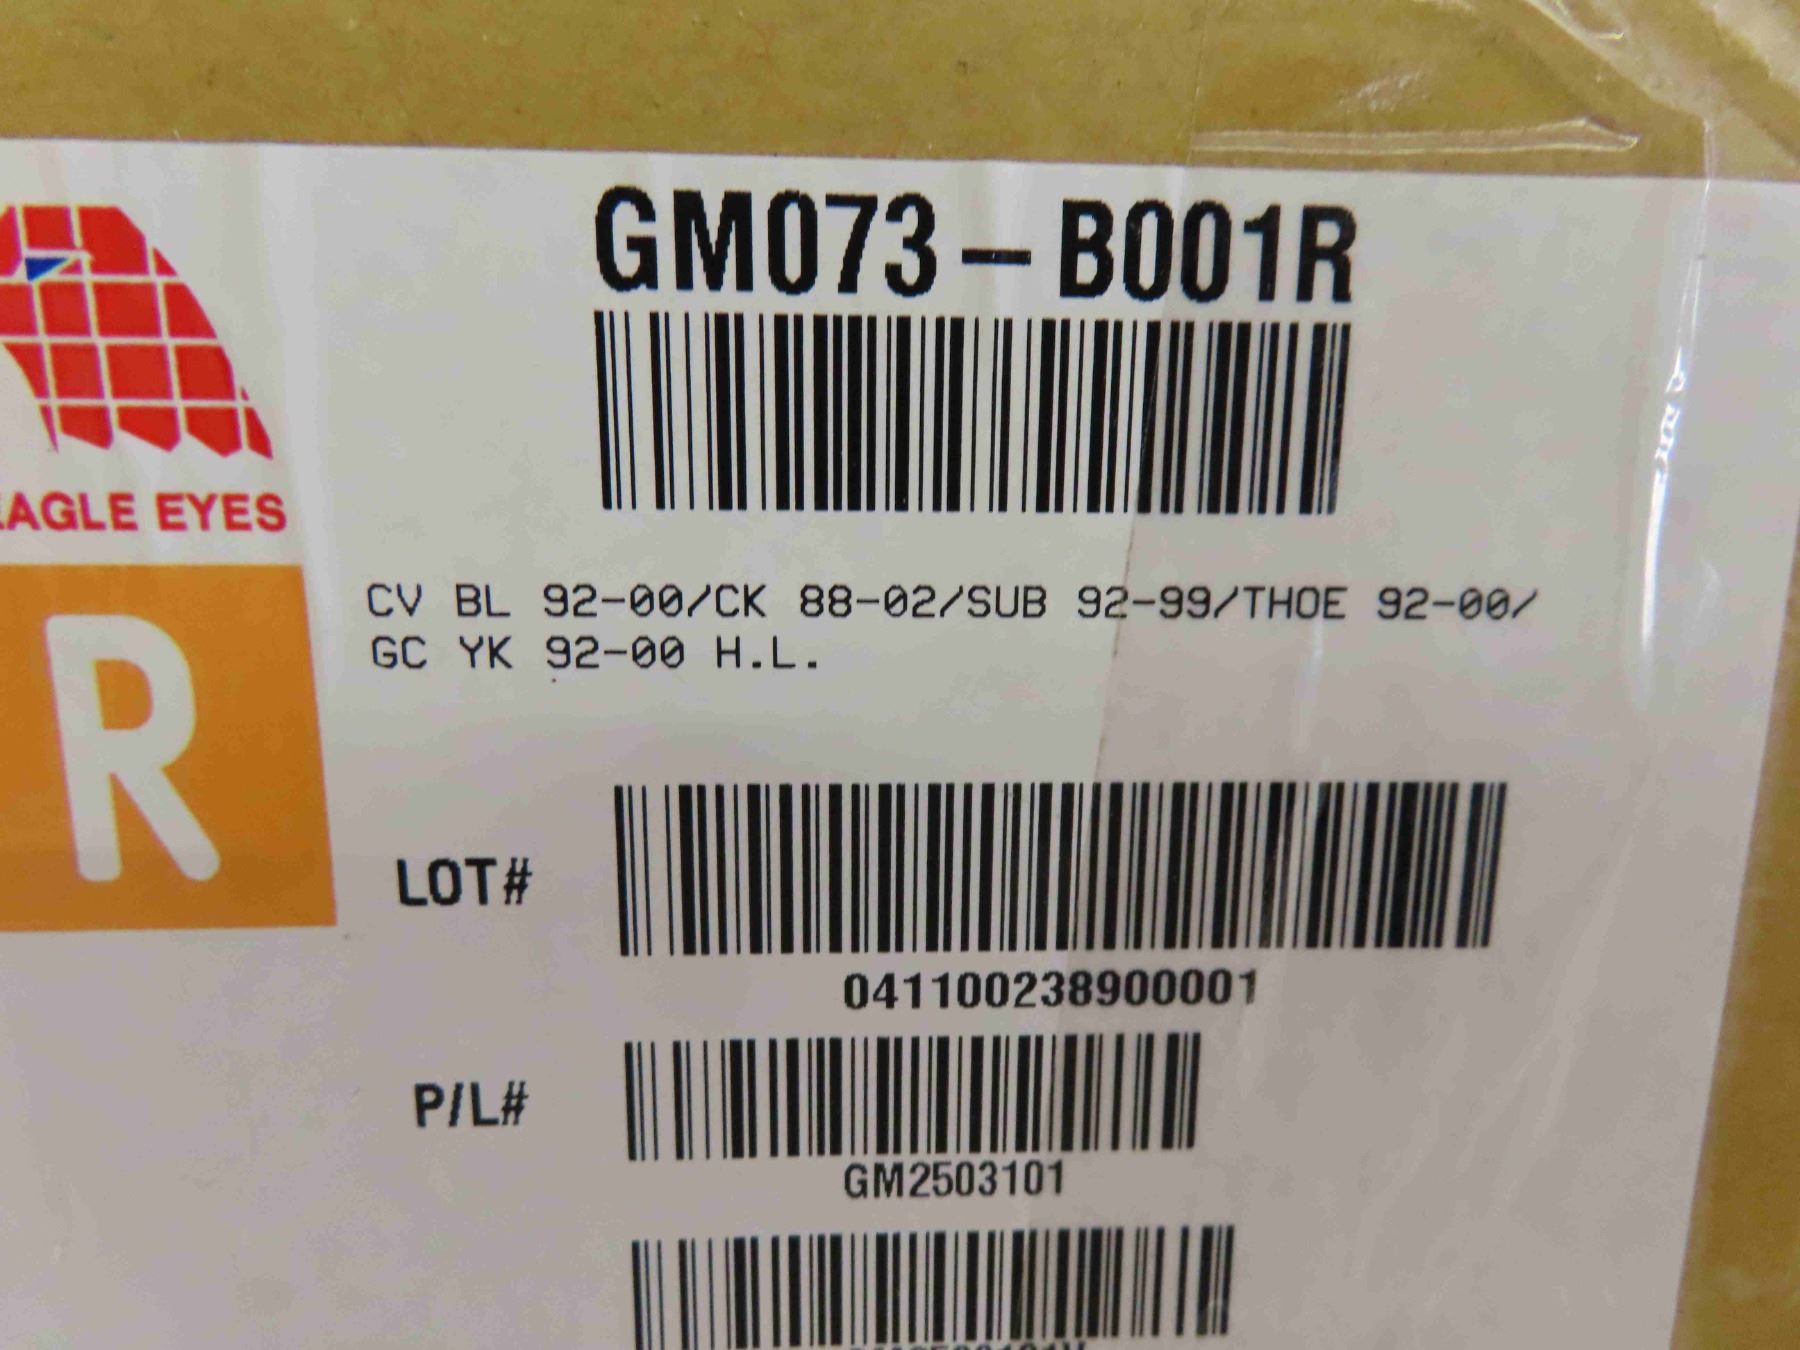 GM073-B001R
EAGLE EYES
CV BL 92-00/CK 88-02/SUB 92-99/THOE 92-00/
GC YK 92-00 H.L.
R
LOT#
041100238900001
P/L#
GM2503101